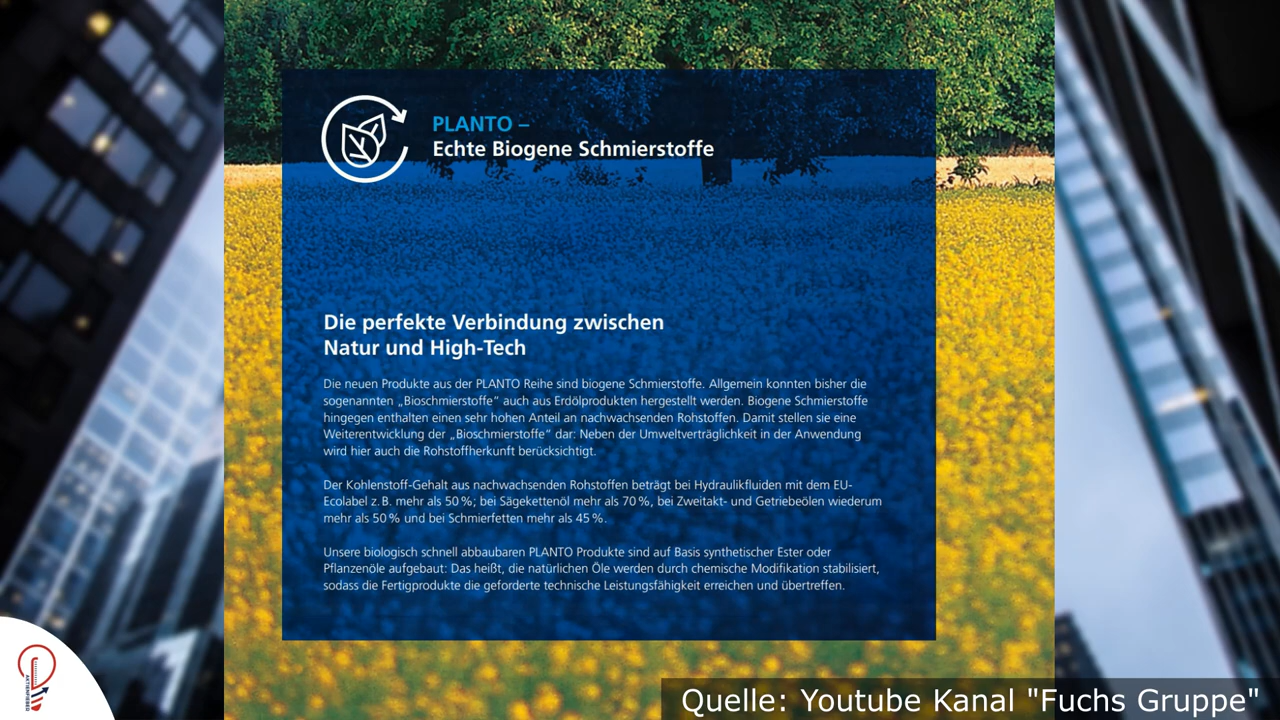 PLANTO –
Echte Biogene Schmierstoffe
Die perfekte Verbindung zwischen
Natur und High-Tech
Die neuen Produkte aus der PLANTO Reihe sind biogene Schmierstoffe. Allgemein konnten bisher die
sogenannten „Bioschmierstoffe“ auch aus Erdölprodukten hergestellt werden. Biogene Schmierstoffe
hingegen enthalten einen sehr hohen Anteil an nachwachsenden Rohstoffen. Damit stellen sie eine
Weiterentwicklung der „Bioschmierstoffe“ dar: Neben der Umweltverträglichkeit in der Anwendung
wird hier auch die Rohstoffherkunft berücksichtigt.
Der Kohlenstoff-Gehalt aus nachwachsenden Rohstoffen beträgt bei Hydraulikfluiden mit dem EU-
Ecolabel z. B. mehr als 50 %; bei Sägekettenöl mehr als 70 %, bei Zweitakt- und Getriebeölen wiederum
mehr als 50 % und bei Schmierfetten mehr als 45 %.
Unsere biologisch schnell abbaubaren PLANTO Produkte sind auf Basis synthetischer Ester oder
Pflanzenöle aufgebaut: Das heißt, die natürlichen Öle werden durch chemische Modifikation stabilisiert,
sodass die Fertigprodukte die geforderte technische Leistungsfähigkeit erreichen und übertreffen.
AKTIENFIEBER
Quelle: Youtube Kanal "Fuchs Gruppe"